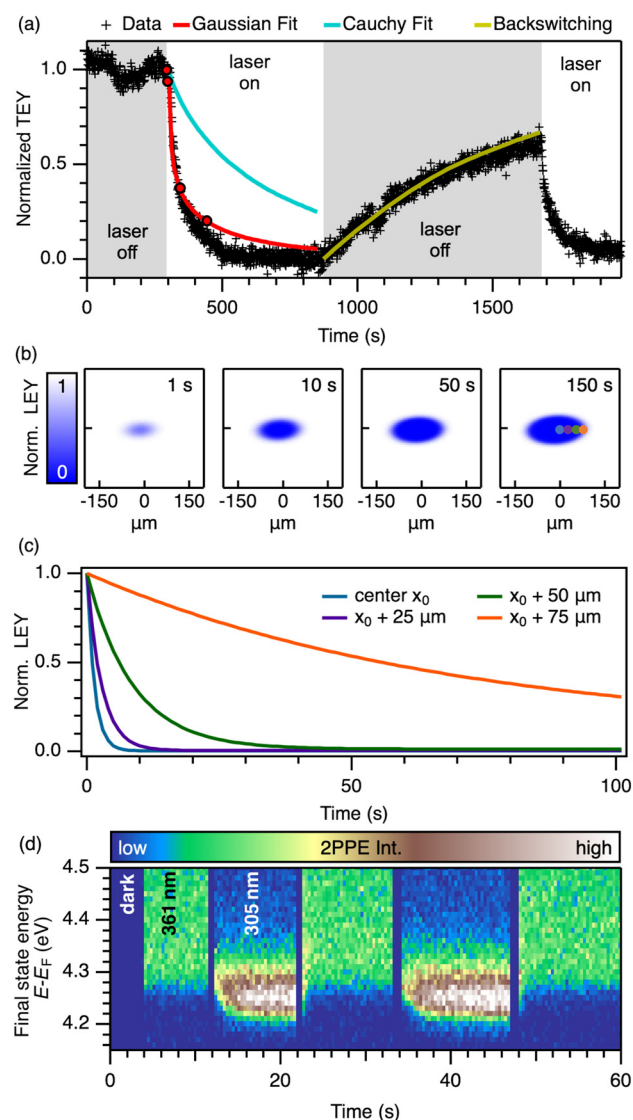 (a)
+ Data Gaussian Fit Cauchy Fit Backswitching
Normalized TEY
1.0
0.5
0.0
laser off
laser on
laser off
laser on
0 500 1000 1500
Time (s)
(b)
Norm. LEY
1
0
1 s 10 s 50 s 150 s
-150 0 150 -150 0 150 -150 0 150 -150 0 150
µm µm µm µm
(c)
Norm. LEY
1.0
0.5
0.0
center x₀ x₀ + 50 µm
x₀ + 25 µm x₀ + 75 µm
0 50 100
Time (s)
(d)
low 2PPE Int. high
Final state energy
E-E_F (eV)
4.5
4.4
4.3
4.2
dark
361 nm
305 nm
0 20 40 60
Time (s)